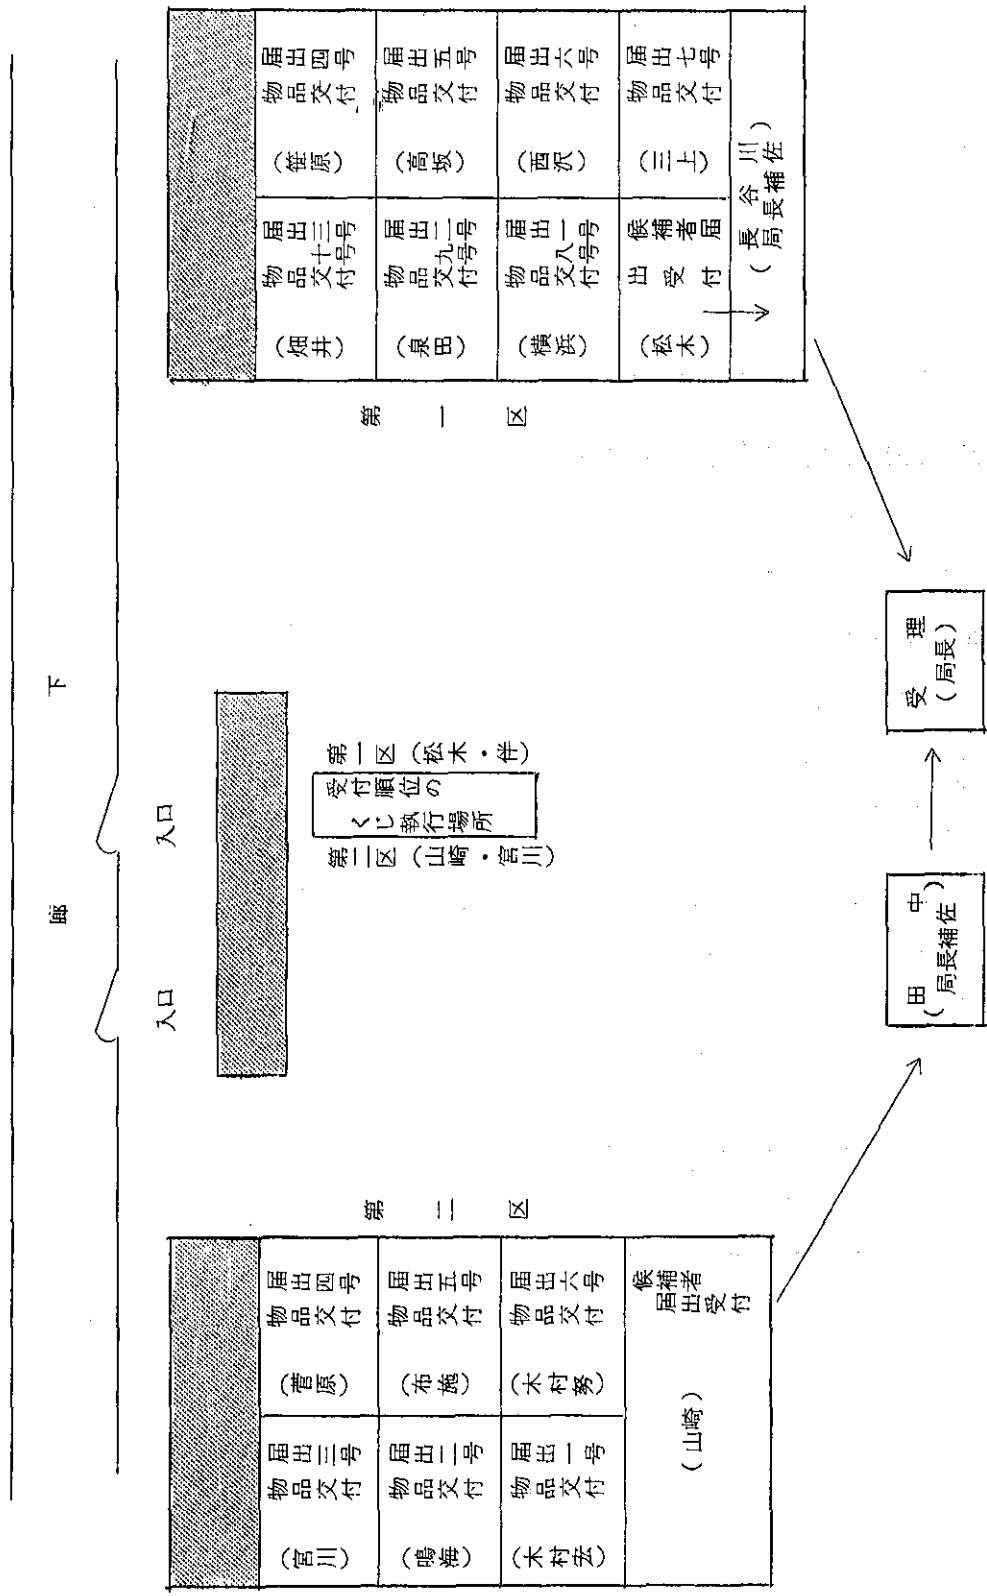 廊下
入口
入口
第一区
届出四号
物品交付
（笹原）
届出五号
物品交付
（高坂）
届出六号
物品交付
（西沢）
届出七号
物品交付
（三上）
届出三号
十号
物品交付
（畑井）
届出二号
九号
物品交付
（泉田）
届出一号
八号
物品交付
（横浜）
候補者届
出受付
（松木）
長谷川
（局長補佐）
第一区（松木・伴）
受付順位の
くじ執行場所
第二区（山崎・宮川）
受理
（局長）
田中
（局長補佐）
第二区
届出四号
物品交付
（菅原）
届出五号
物品交付
（布施）
届出六号
物品交付
（木村努）
届出三号
物品交付
（宮川）
届出二号
物品交付
（鳴海）
届出一号
物品交付
（木村宏）
候補者
届出受付
（山崎）